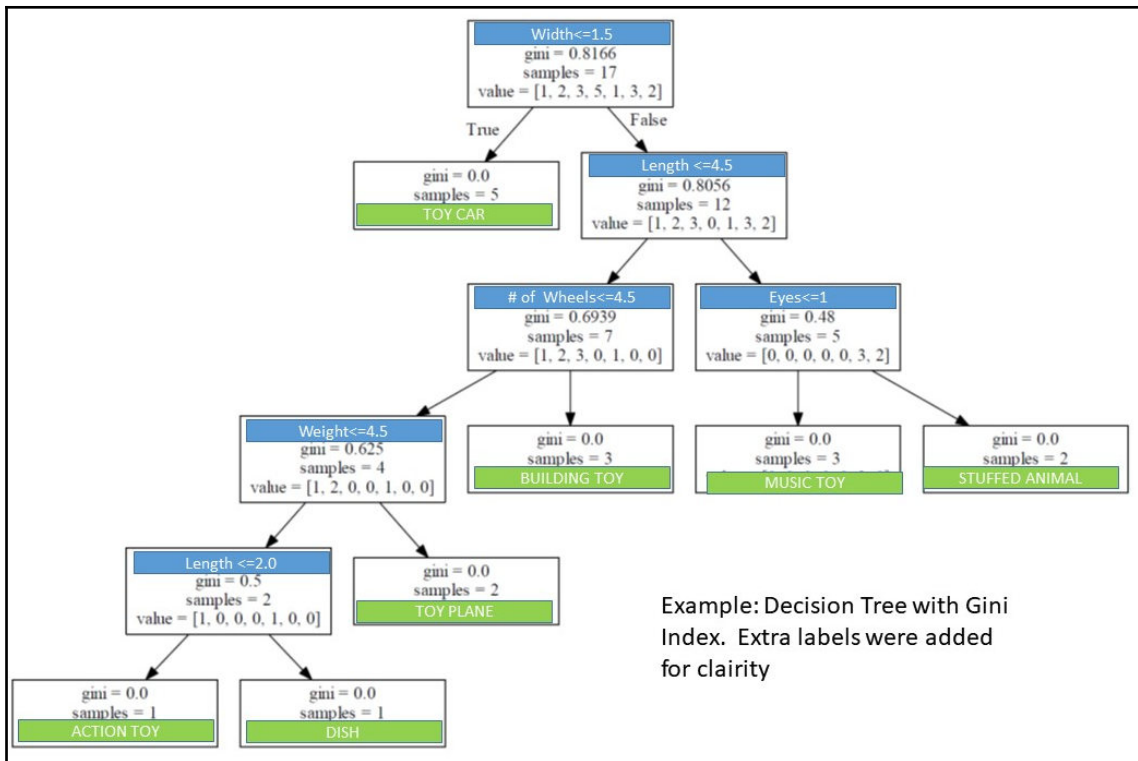 Width<=1.5
gini = 0.8166
samples = 17
value = [1, 2, 3, 5, 1, 3, 2]
True
False
gini = 0.0
samples = 5
TOY CAR
Length <=4.5
gini = 0.8056
samples = 12
value = [1, 2, 3, 0, 1, 3, 2]
# of Wheels<=4.5
gini = 0.6939
samples = 7
value = [1, 2, 3, 0, 1, 0, 0]
Eyes<=1
gini = 0.48
samples = 5
value = [0, 0, 0, 0, 0, 3, 2]
Weight<=4.5
gini = 0.625
samples = 4
value = [1, 2, 0, 0, 1, 0, 0]
gini = 0.0
samples = 3
BUILDING TOY
gini = 0.0
samples = 3
MUSIC TOY
gini = 0.0
samples = 2
STUFFED ANIMAL
Length <=2.0
gini = 0.5
samples = 2
value = [1, 0, 0, 0, 1, 0, 0]
gini = 0.0
samples = 2
TOY PLANE
Example: Decision Tree with Gini
Index. Extra labels were added
for clairity
gini = 0.0
samples = 1
ACTION TOY
gini = 0.0
samples = 1
DISH